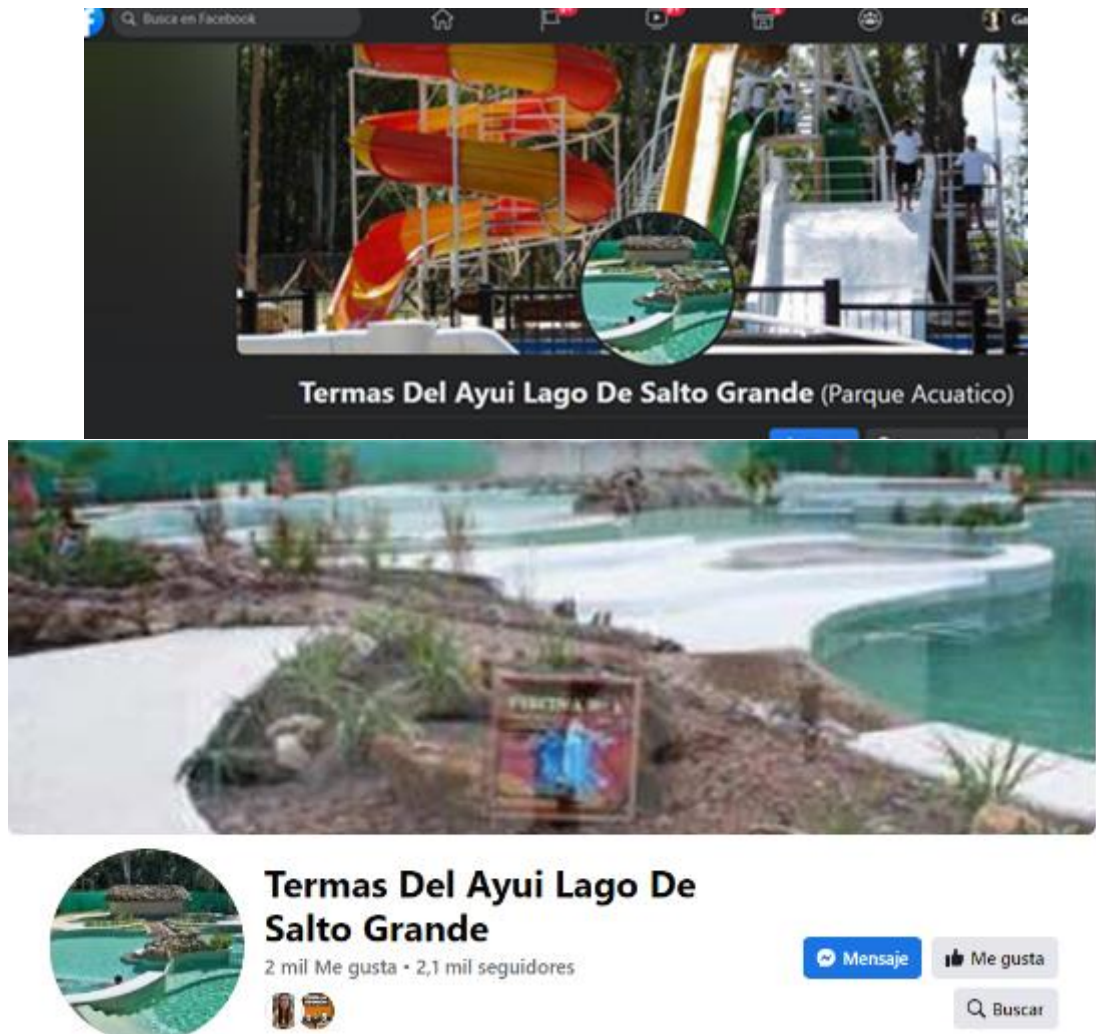 Busca en Facebook
Ga
Termas Del Ayui Lago De Salto Grande (Parque Acuatico)
Termas Del Ayui Lago De
Salto Grande
2 mil Me gusta • 2,1 mil seguidores
Mensaje
Me gusta
Buscar